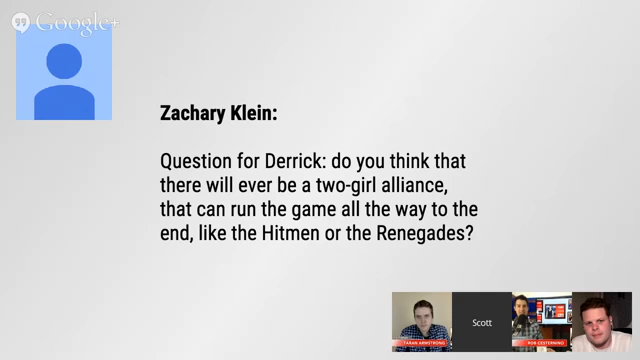 Google+
Zachary Klein:
Question for Derrick: do you think that
there will ever be a two-girl alliance,
that can run the game all the way to the
end, like the Hitmen or the Renegades?
Scott
TARAN ARMSTRONG
ROB CESTERNINO